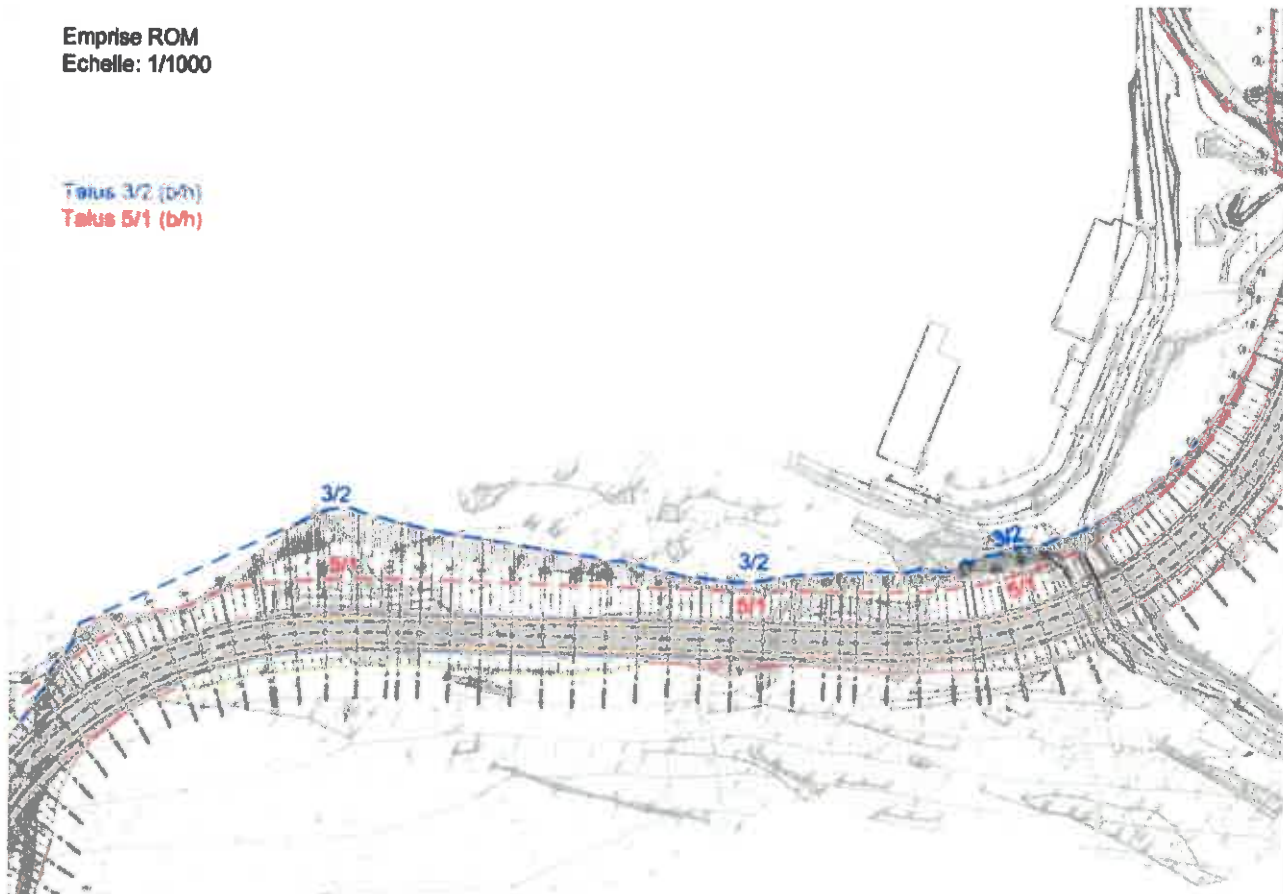 Emprise ROM
Echelle: 1/1000
Talus 3/2 (b/h)
Talus 5/1 (b/h)
3/2
5/1
3/2
5/1
3/2
5/1